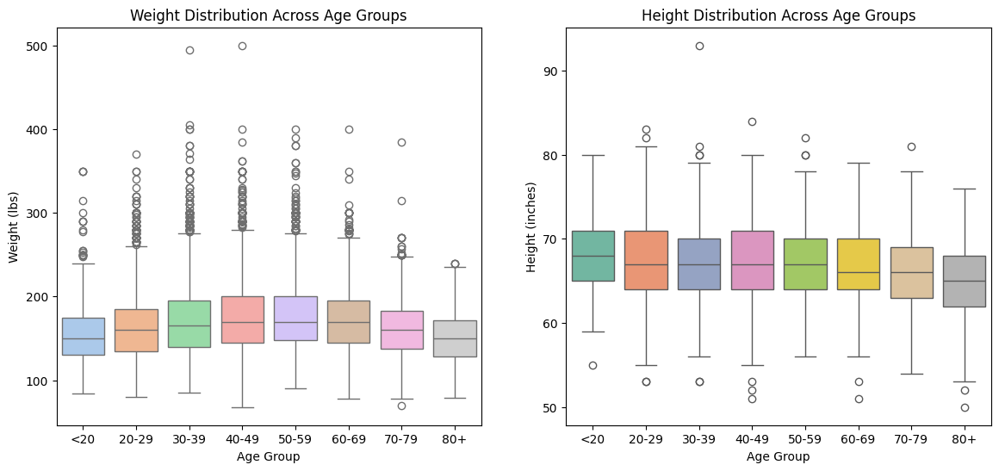 Weight Distribution Across Age Groups
Weight (lbs)
500
400
300
200
100
<20 20-29 30-39 40-49 50-59 60-69 70-79 80+
Age Group
Height Distribution Across Age Groups
Height (inches)
90
80
70
60
50
<20 20-29 30-39 40-49 50-59 60-69 70-79 80+
Age Group